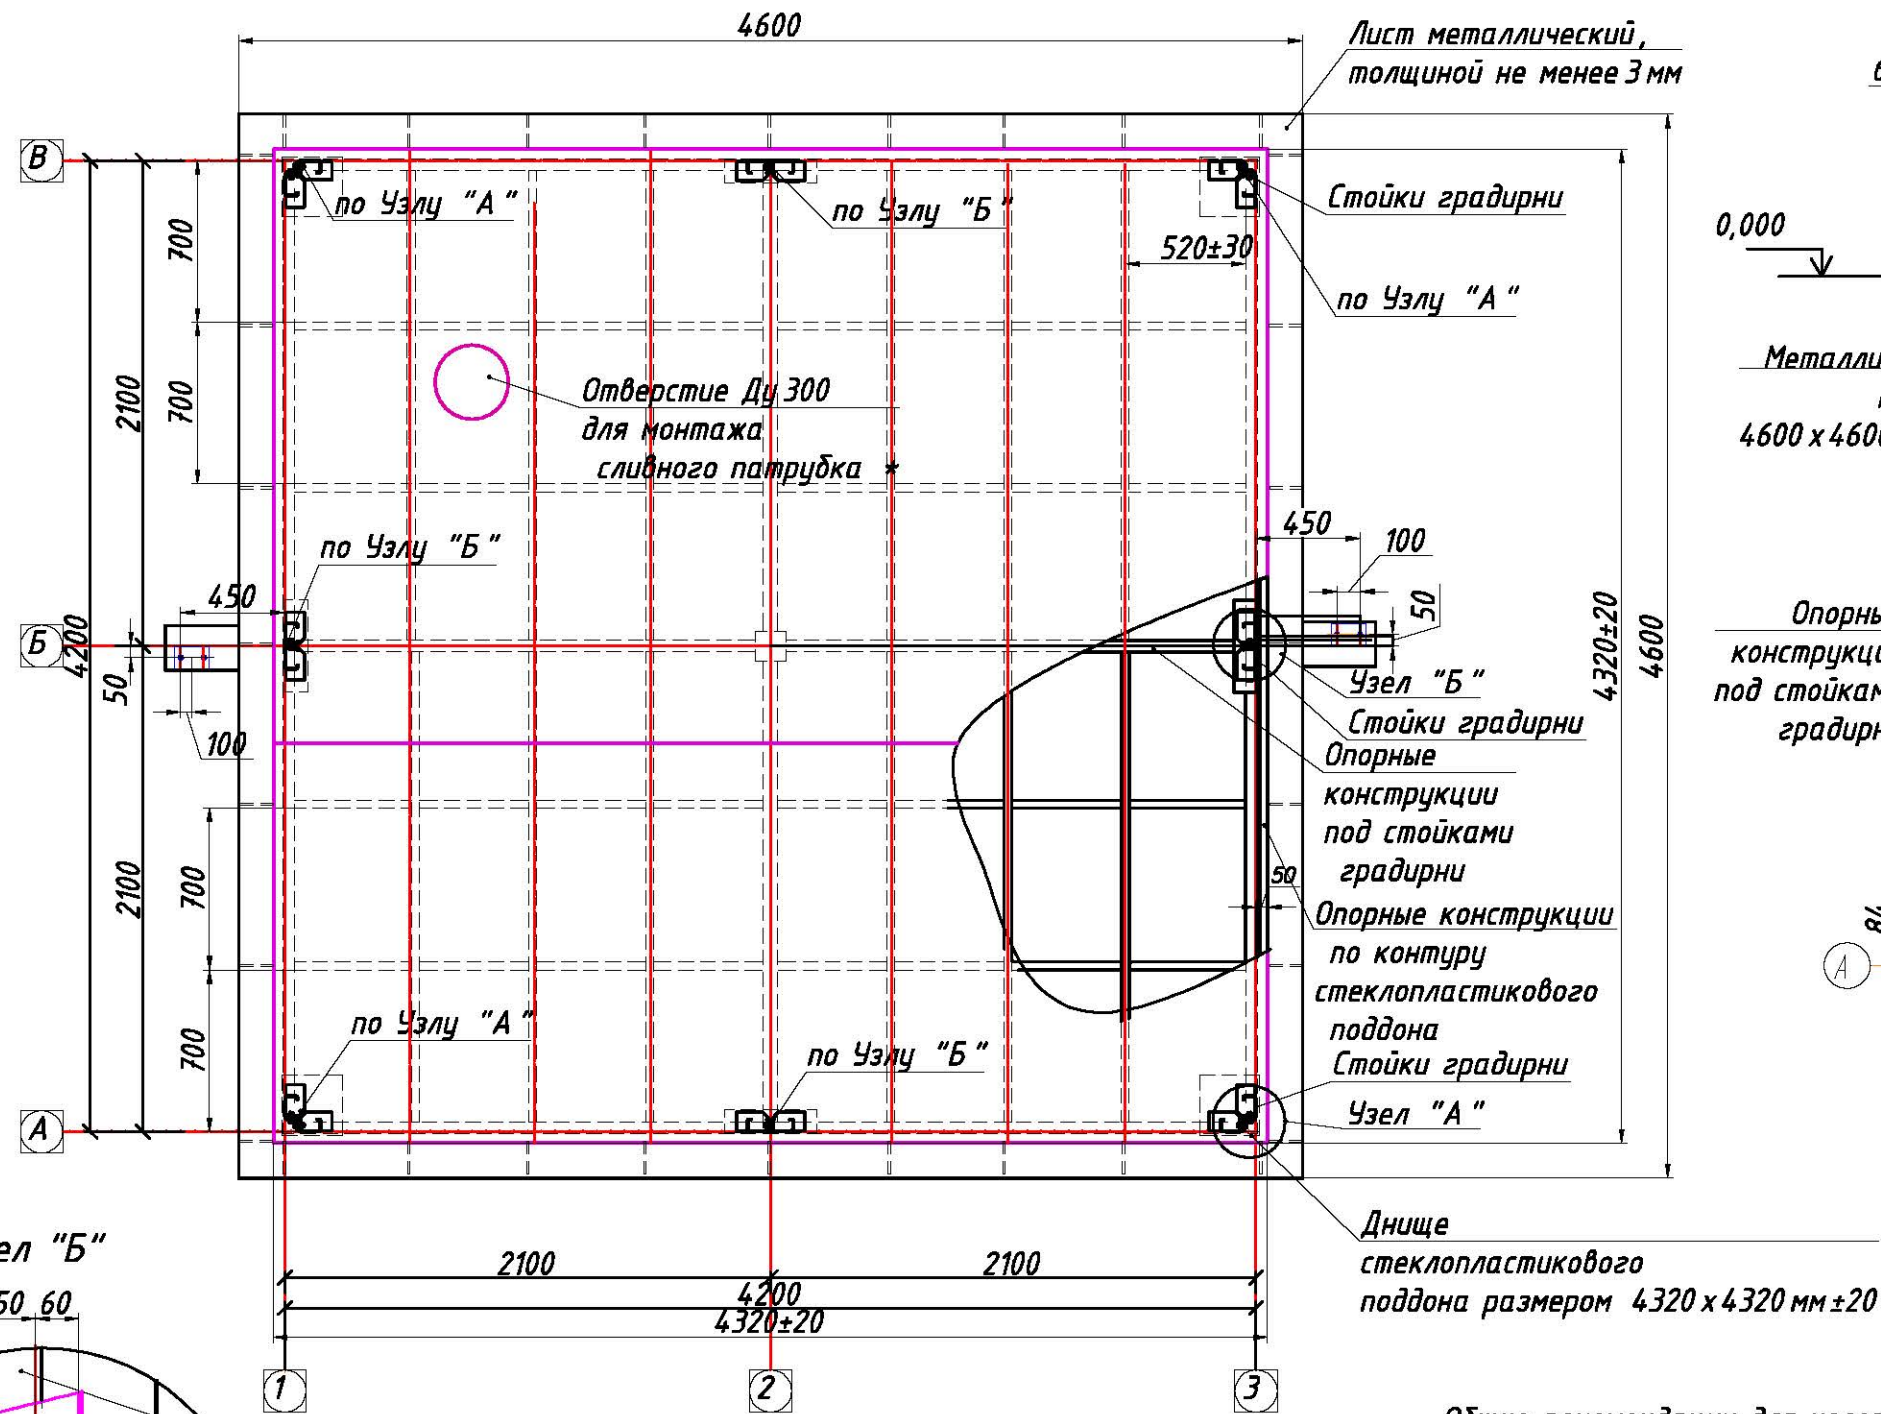 4600
Лист металлический,
толщиной не менее 3 мм
В
по Узлу "А"
по Узлу "Б"
Стойки градирни
700
520±30
0,000
по Узлу "А"
Металли
2100
700
Отверстие Ду 300
для монтажа
сливного патрубка *
4600 х 460
450
100
по Узлу "Б"
450
50
4320±20
4600
Опорны
конструкци
под стойкам
градирн
Б
4200
50
100
Узел "Б"
Стойки градирни
Опорные
конструкции
под стойками
градирни
2100
700
50
Опорные конструкции
по контуру
стеклопластикового
поддона
84
А
700
по Узлу "А"
по Узлу "Б"
Стойки градирни
Узел "А"
А
Днище
стеклопластикового
поддона размером 4320 х 4320 мм ±20
ел "Б"
50 60
2100
2100
4200
4320±20
1
2
3